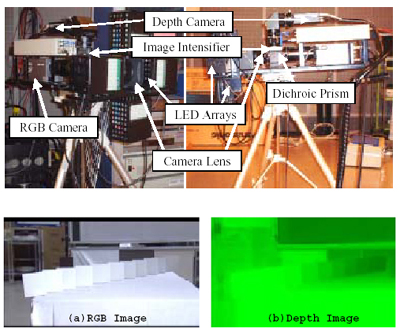 Depth Camera
Image Intensifier
LED Arrays
Dichroic Prism
RGB Camera
Camera Lens
(a)RGB Image
(b)Depth Image